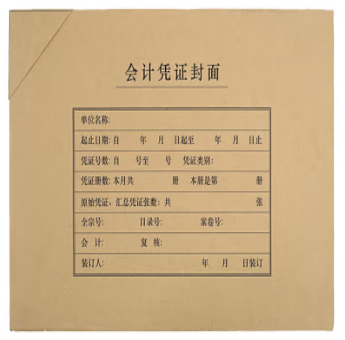 会计凭证封面
单位名称:
起止日期: 自 年 月 日起至 年 月 日止
凭证号数: 自 号至 号 凭证类别:
凭证册数: 本月共 册 本册是第 册
原始凭证、汇总凭证张数: 共 张
全宗号: 目录号: 案卷号:
会 计: 复 核:
装订人: 年 月 日装订